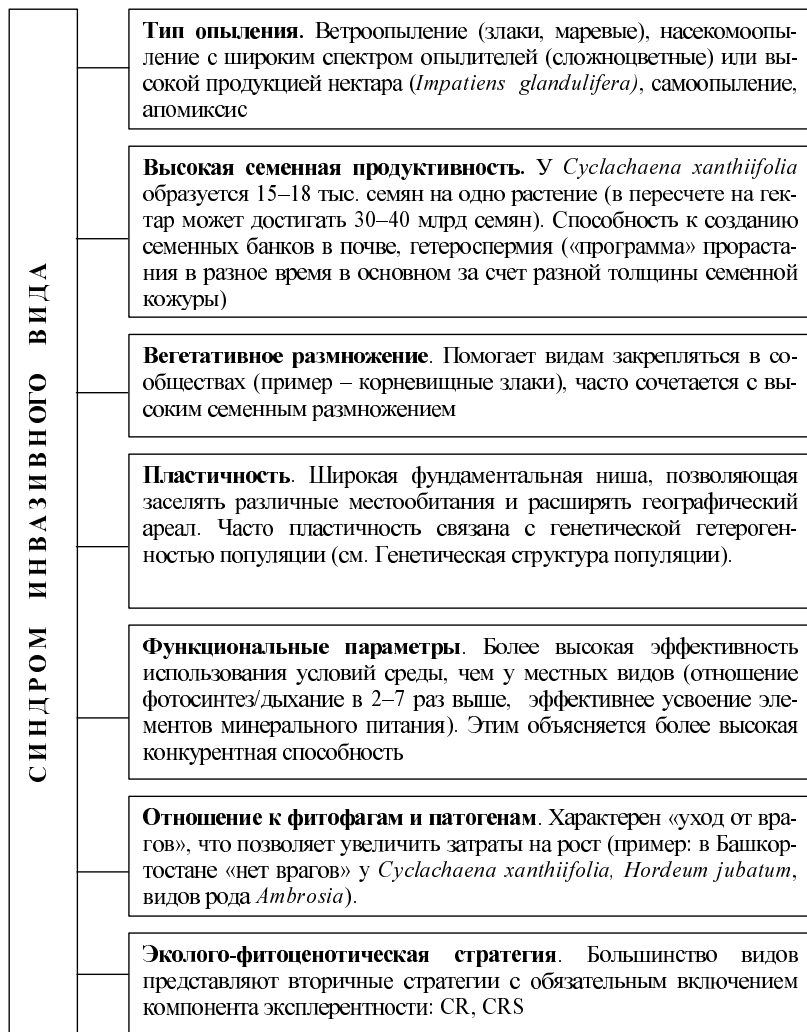 СИНДРОМ ИНВАЗИВНОГО ВИДА
Тип опыления. Ветроопыление (злаки, маревые), насекомоопы-
ление с широким спектром опылителей (сложноцветные) или вы-
сокой продукцией нектара (Impatiens glandulifera), самоопыление,
апомиксис
Высокая семенная продуктивность. У Cyclachaena xanthiifolia
образуется 15–18 тыс. семян на одно растение (в пересчете на гек-
тар может достигать 30–40 млрд семян). Способность к созданию
семенных банков в почве, гетероспермия («программа» прораста-
ния в разное время в основном за счет разной толщины семенной
кожуры)
Вегетативное размножение. Помогает видам закрепляться в со-
обществах (пример – корневищные злаки), часто сочетается с вы-
соким семенным размножением
Пластичность. Широкая фундаментальная ниша, позволяющая
заселять различные местообитания и расширять географический
ареал. Часто пластичность связана с генетической гетероген-
ностью популяции (см. Генетическая структура популяции).
Функциональные параметры. Более высокая эффективность
использования условий среды, чем у местных видов (отношение
фотосинтез/дыхание в 2–7 раз выше, эффективнее усвоение эле-
ментов минерального питания). Этим объясняется более высокая
конкурентная способность
Отношение к фитофагам и патогенам. Характерен «уход от вра-
гов», что позволяет увеличить затраты на рост (пример: в Башкор-
тостане «нет врагов» у Cyclachaena xanthiifolia, Hordeum jubatum,
видов рода Ambrosia).
Эколого-фитоценотическая стратегия. Большинство видов
представляют вторичные стратегии с обязательным включением
компонента эксплерентности: CR, CRS